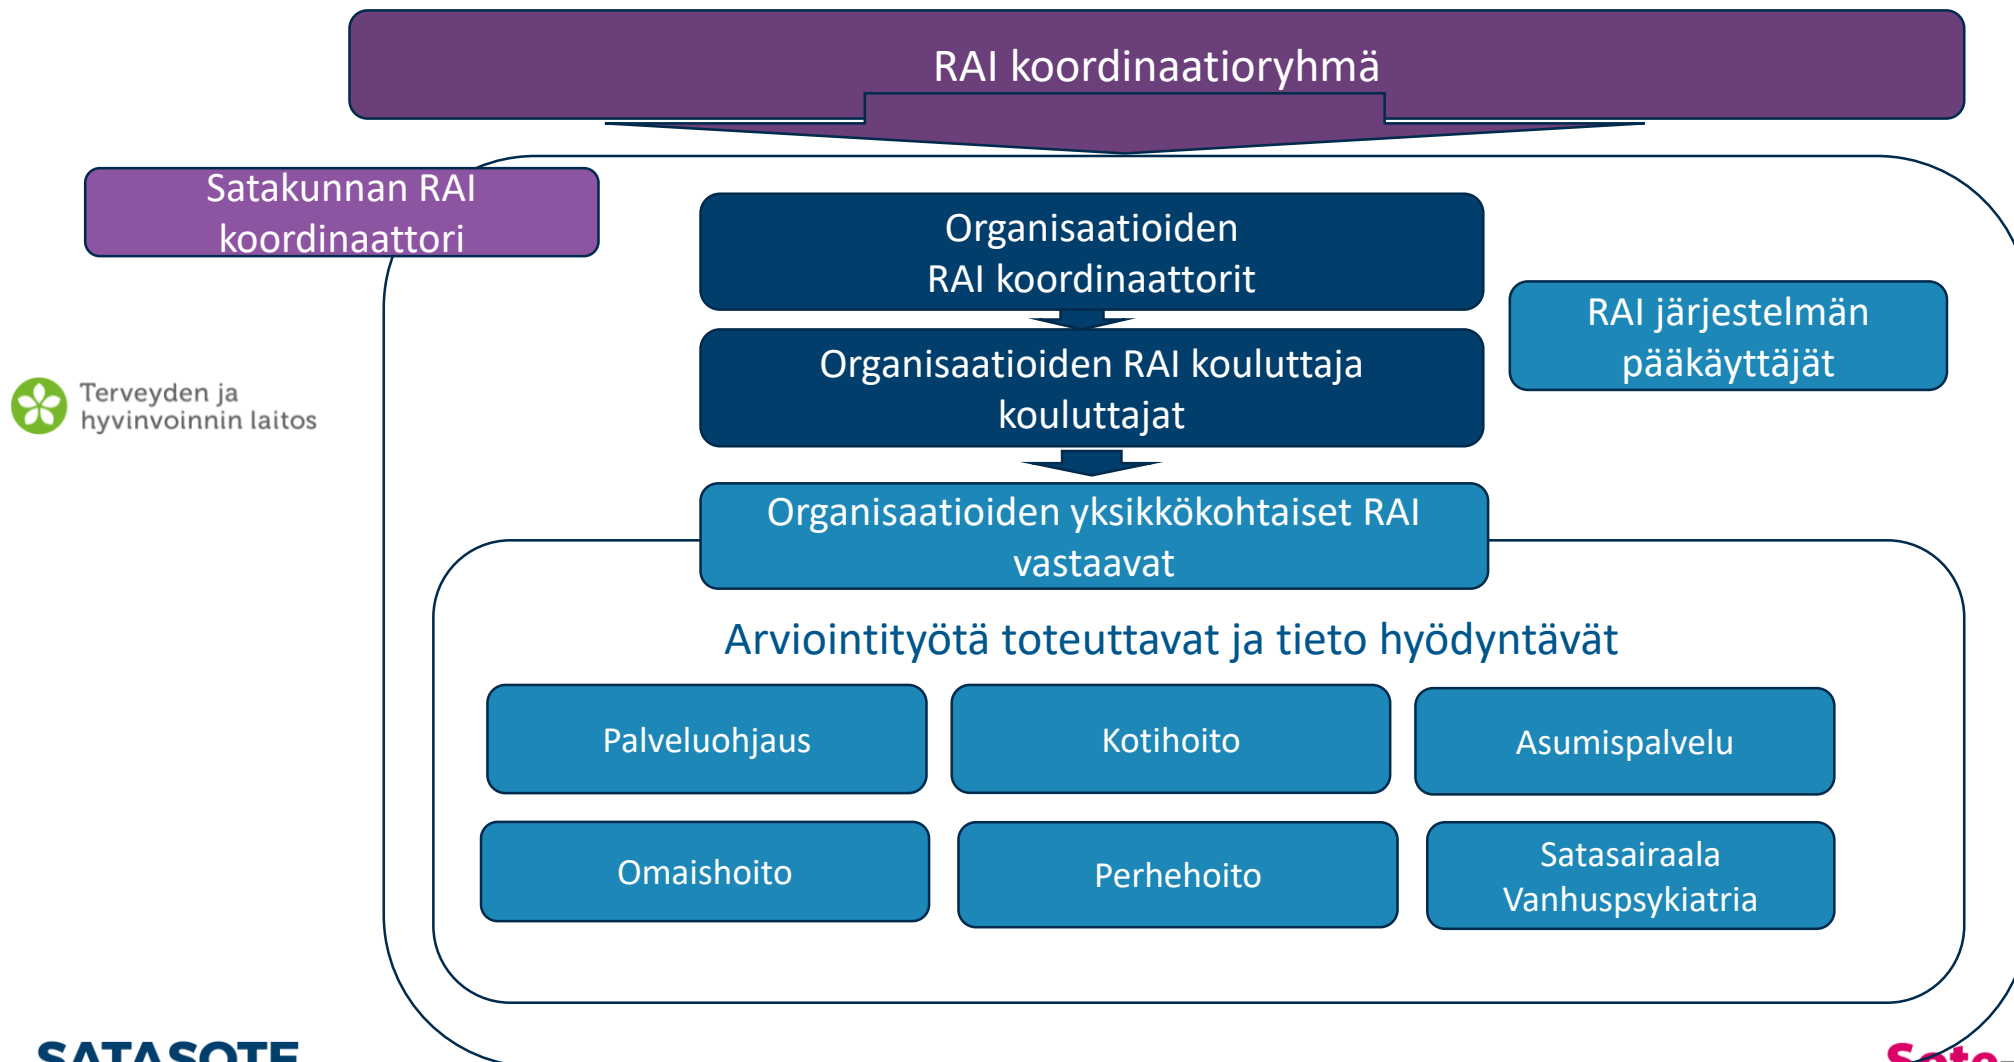 RAI koordinaatioryhmä
Satakunnan RAI
koordinaattori
Organisaatioiden
RAI koordinaattorit
RAI järjestelmän
pääkäyttäjät
Organisaatioiden RAI kouluttaja
kouluttajat
Terveyden ja
hyvinvoinnin laitos
Organisaatioiden yksikkökohtaiset RAI
vastaavat
Arviointityötä toteuttavat ja tieto hyödyntävät
Palveluohjaus
Kotihoito
Asumispalvelu
Omaishoito
Perhehoito
Satasairaala
Vanhuspsykiatria
SATASOTE
Sote-